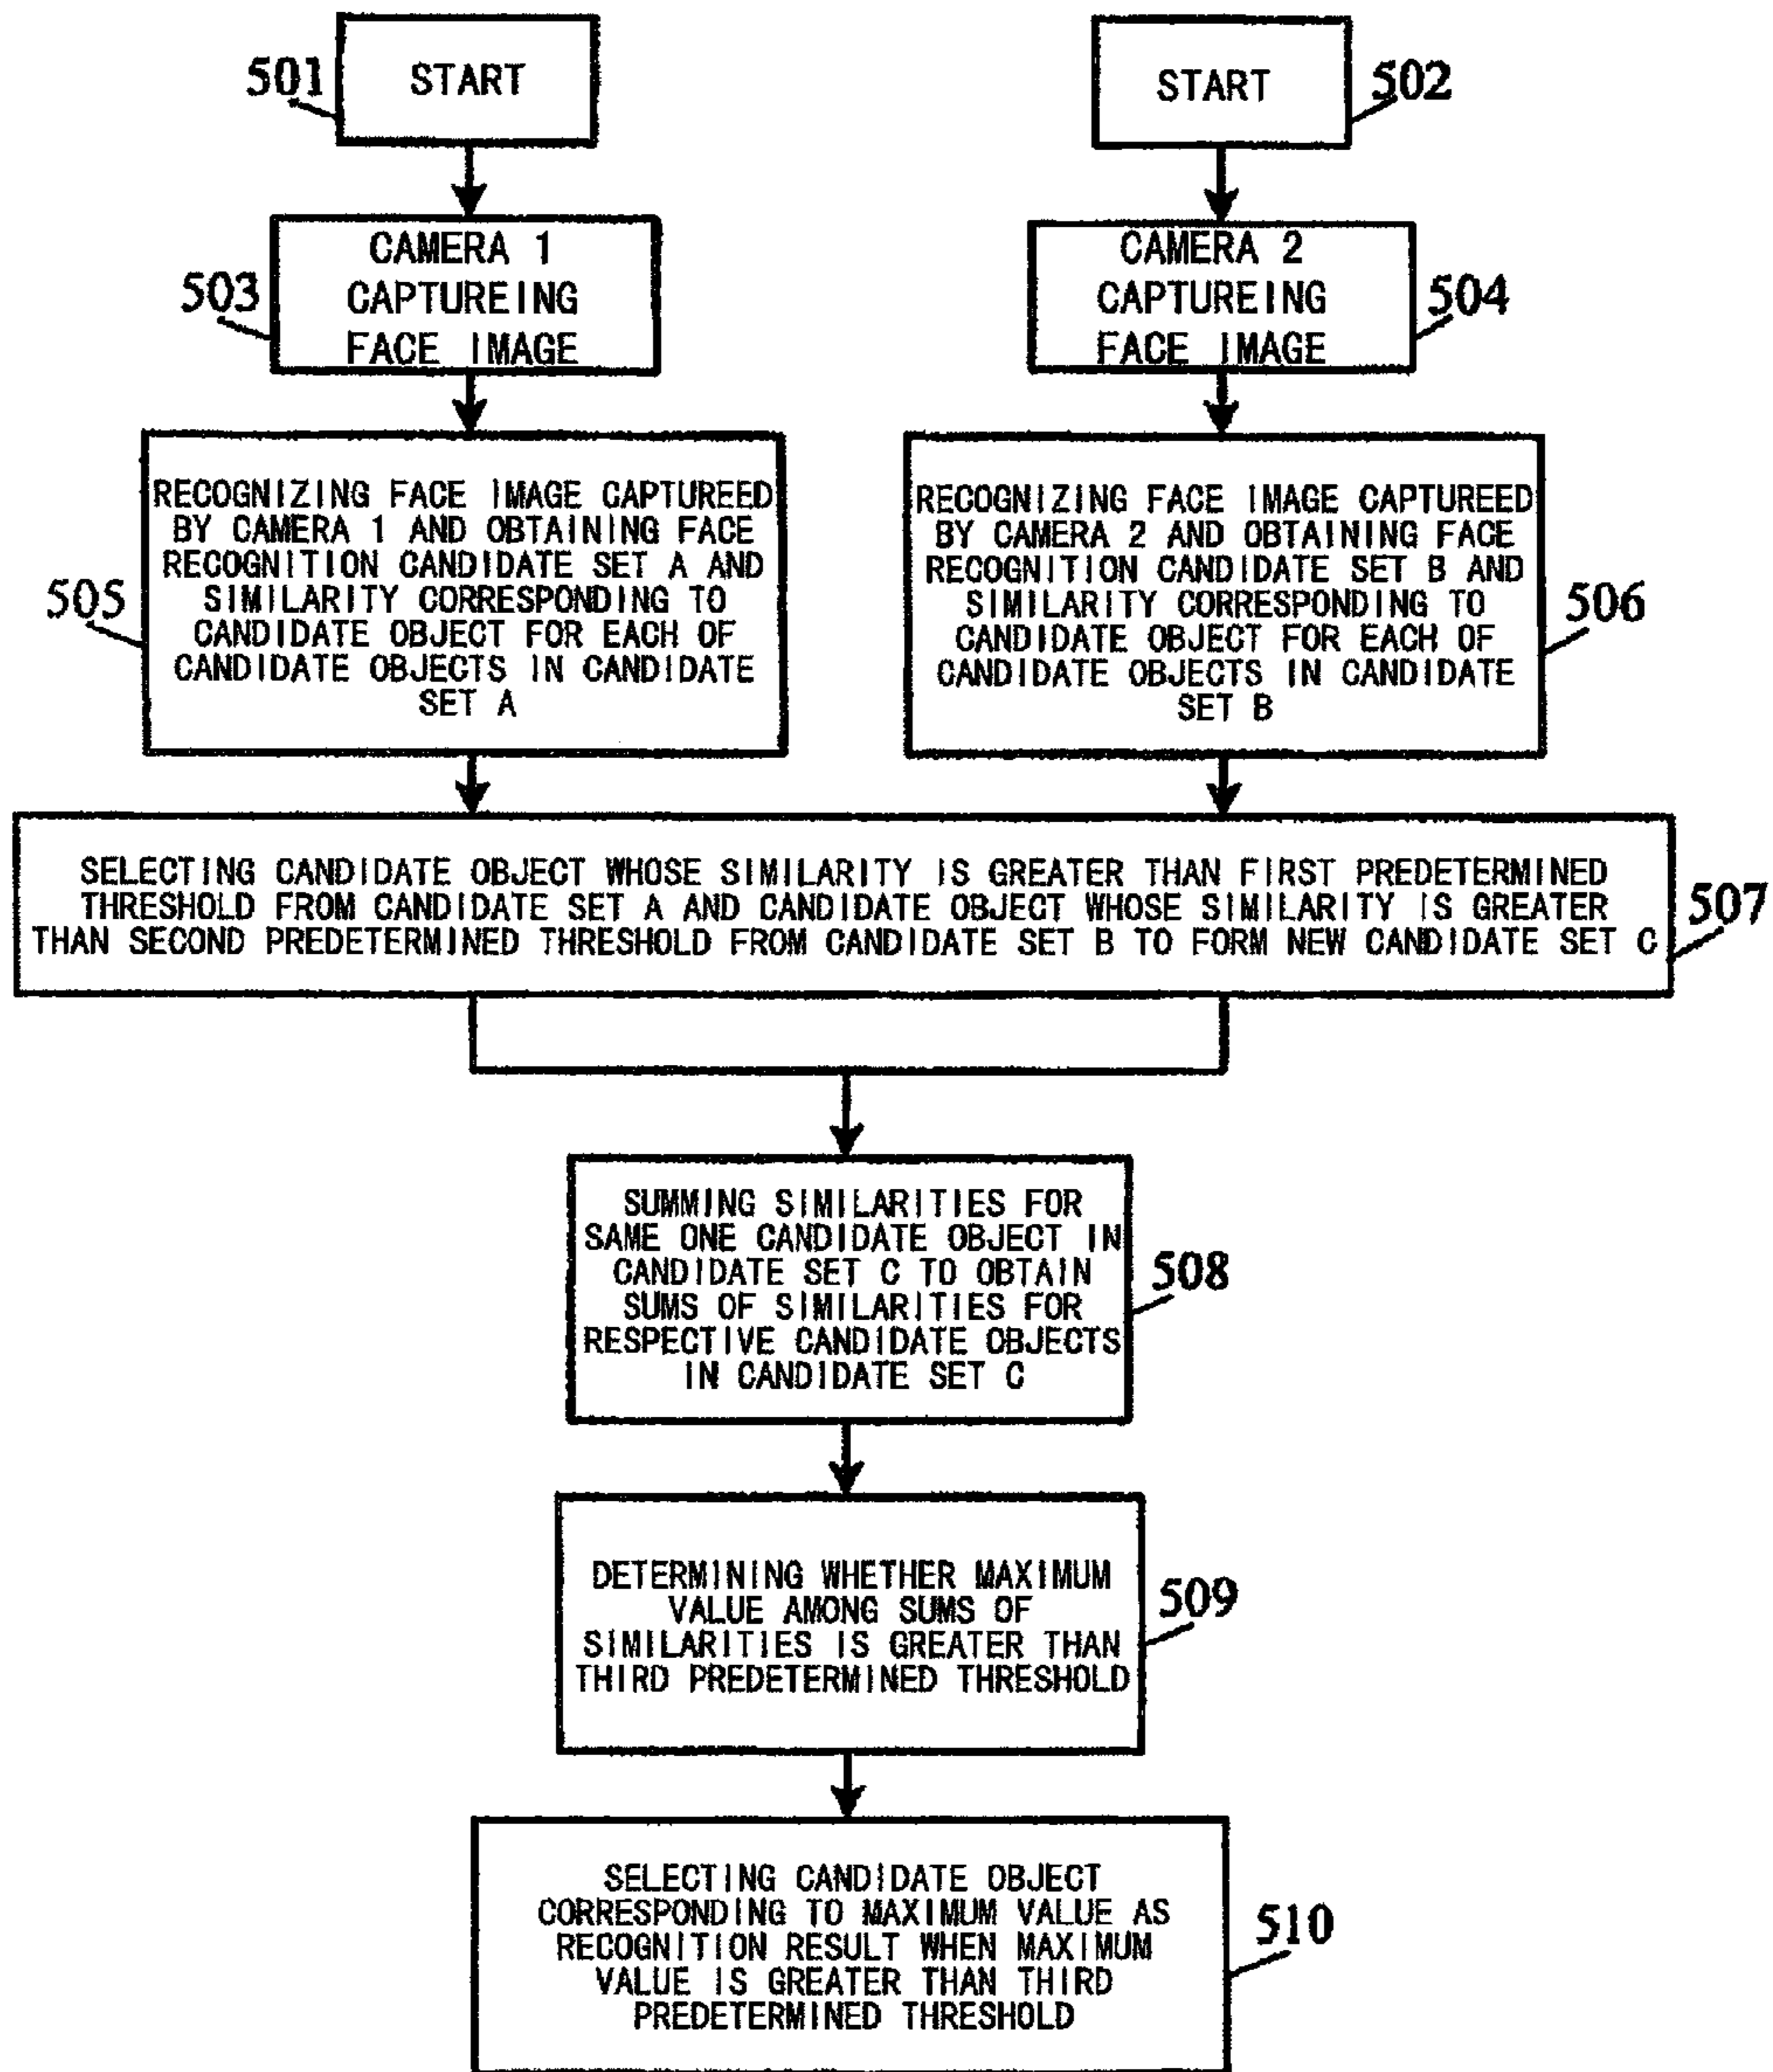 START
501
START
502
CAMERA 1
CAPTUREING
FACE IMAGE
503
CAMERA 2
CAPTUREING
FACE IMAGE
504
RECOGNIZING FACE IMAGE CAPTUREED
BY CAMERA 1 AND OBTAINING FACE
RECOGNITION CANDIDATE SET A AND
SIMILARITY CORRESPONDING TO
CANDIDATE OBJECT FOR EACH OF
CANDIDATE OBJECTS IN CANDIDATE
SET A
505
RECOGNIZING FACE IMAGE CAPTUREED
BY CAMERA 2 AND OBTAINING FACE
RECOGNITION CANDIDATE SET B AND
SIMILARITY CORRESPONDING TO
CANDIDATE OBJECT FOR EACH OF
CANDIDATE OBJECTS IN CANDIDATE
SET B
506
SELECTING CANDIDATE OBJECT WHOSE SIMILARITY IS GREATER THAN FIRST PREDETERMINED
THRESHOLD FROM CANDIDATE SET A AND CANDIDATE OBJECT WHOSE SIMILARITY IS GREATER
THAN SECOND PREDETERMINED THRESHOLD FROM CANDIDATE SET B TO FORM NEW CANDIDATE SET C
507
SUMMING SIMILARITIES FOR
SAME ONE CANDIDATE OBJECT IN
CANDIDATE SET C TO OBTAIN
SUMS OF SIMILARITIES FOR
RESPECTIVE CANDIDATE OBJECTS
IN CANDIDATE SET C
508
DETERMINING WHETHER MAXIMUM
VALUE AMONG SUMS OF
SIMILARITIES IS GREATER THAN
THIRD PREDETERMINED THRESHOLD
509
SELECTING CANDIDATE OBJECT
CORRESPONDING TO MAXIMUM VALUE AS
RECOGNITION RESULT WHEN MAXIMUM
VALUE IS GREATER THAN THIRD
PREDETERMINED THRESHOLD
510